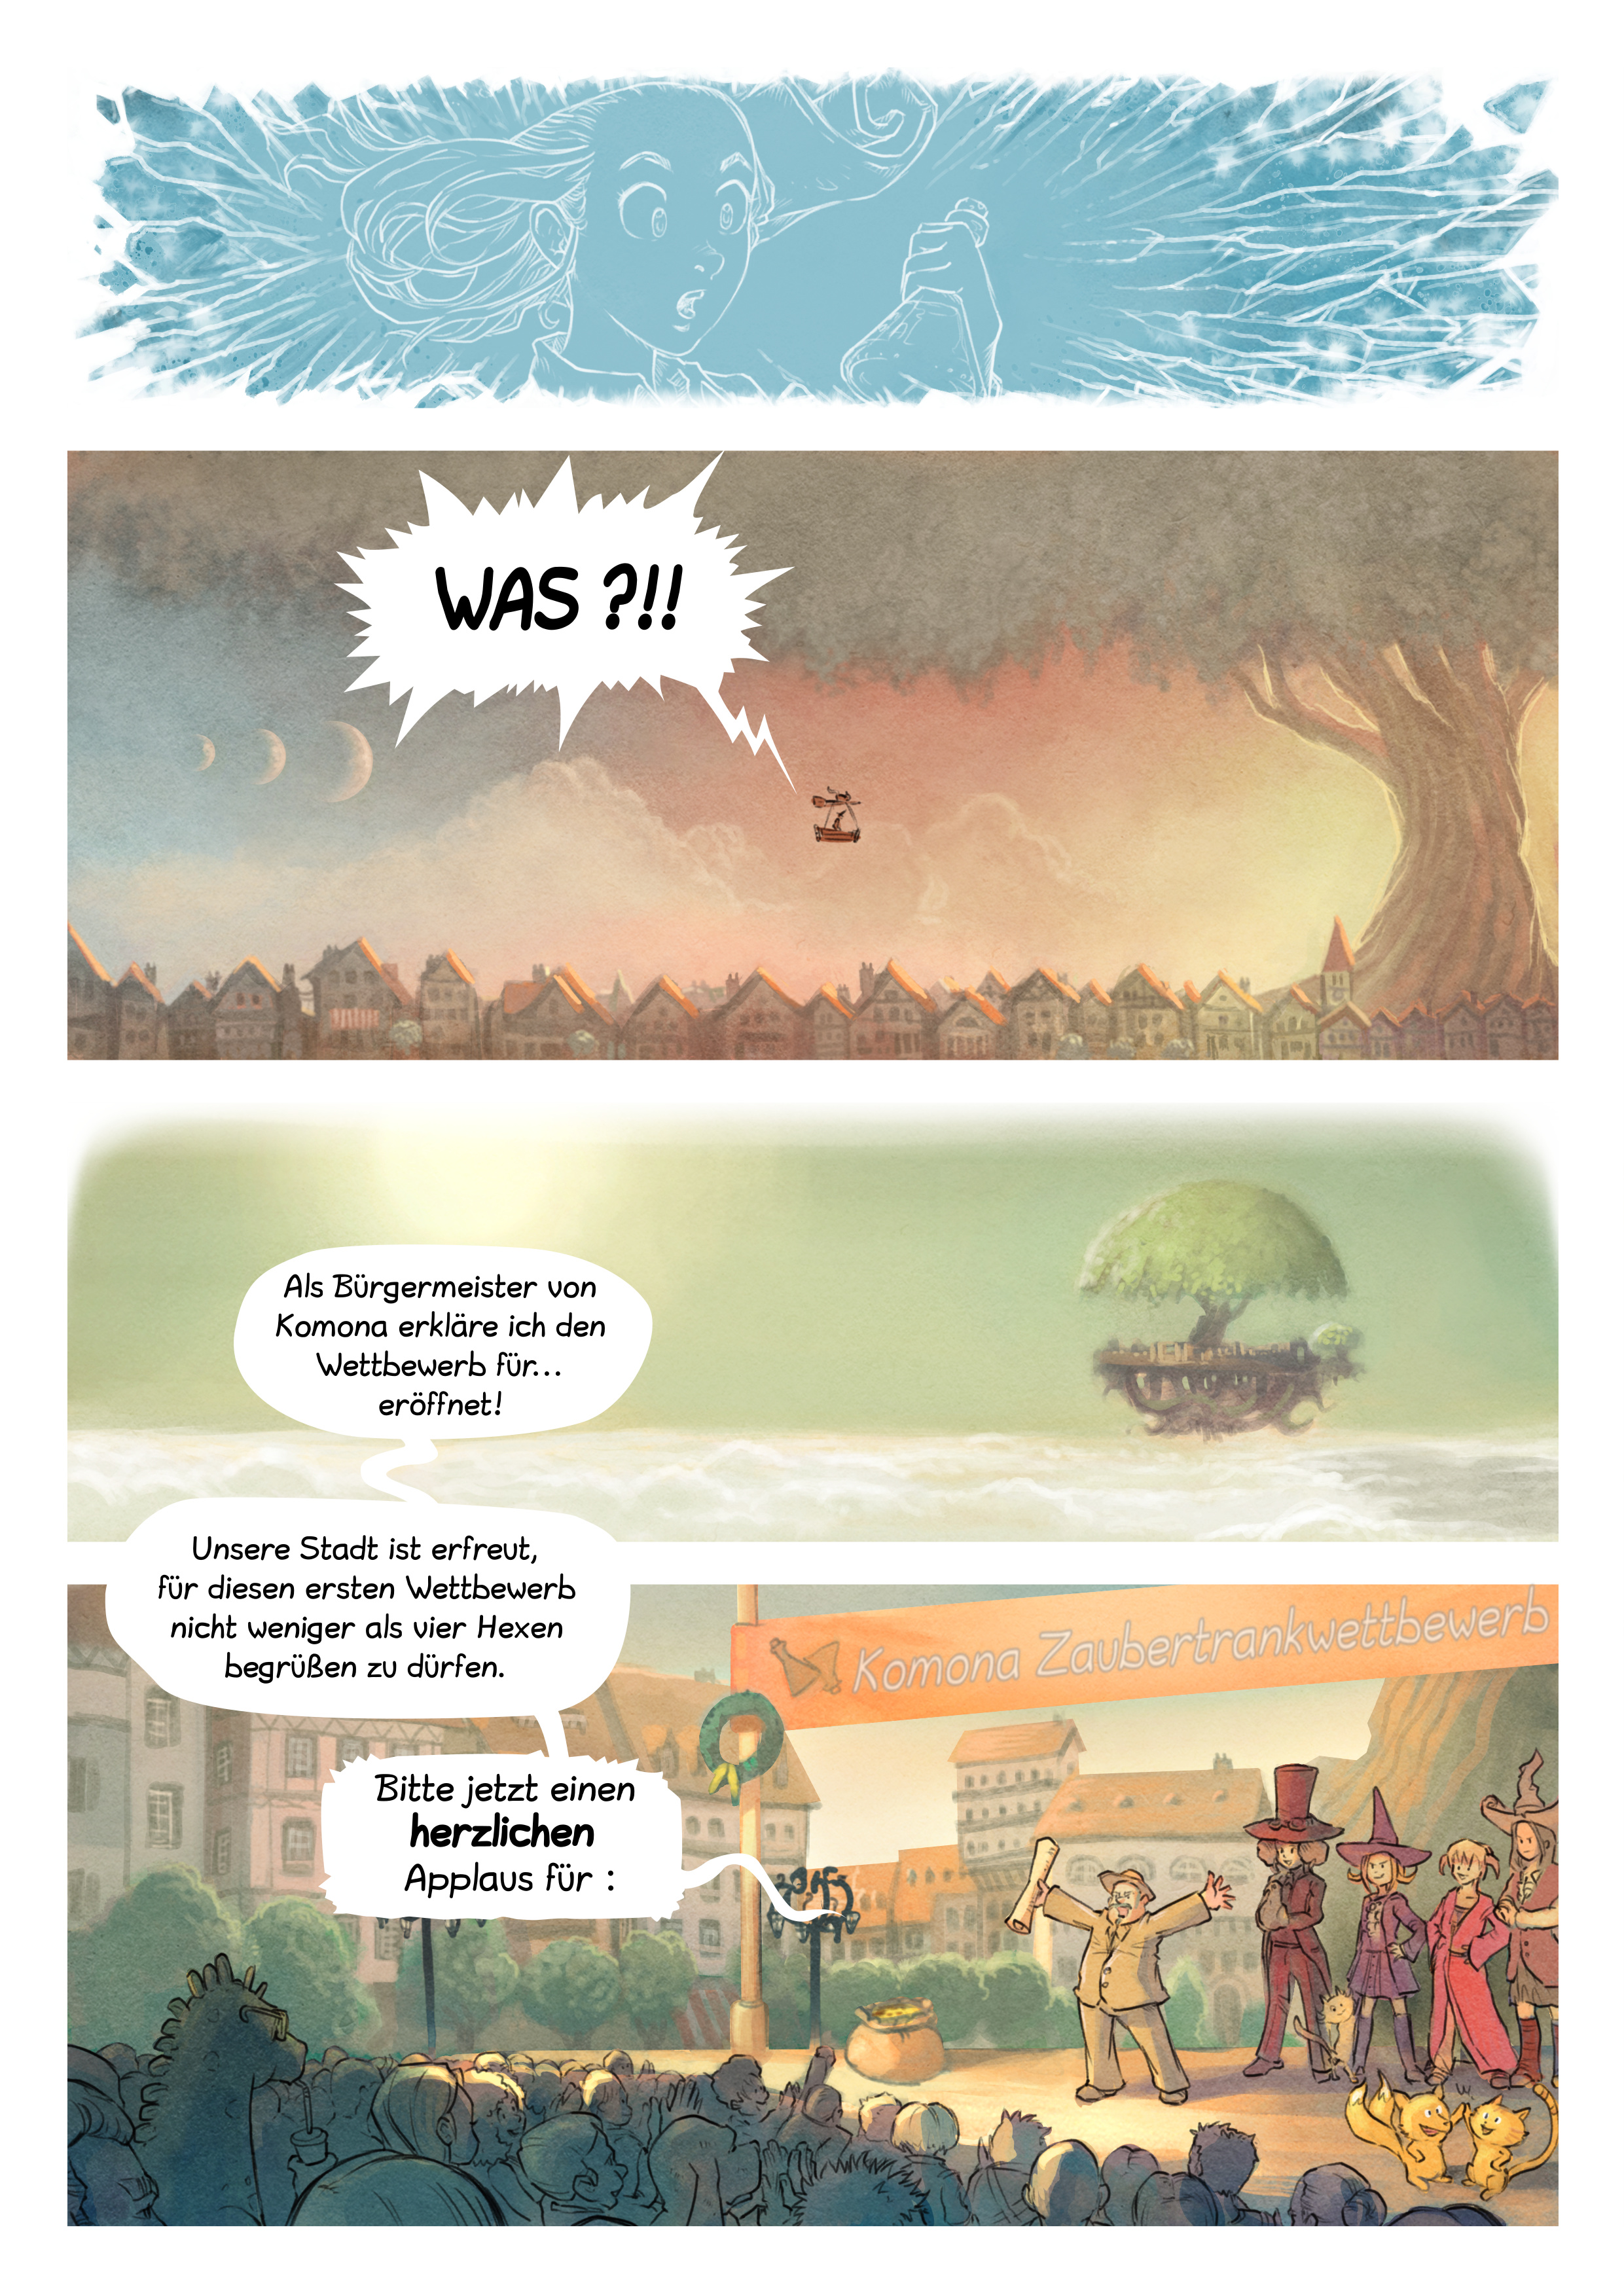 WAS ?!!
Als Bürgermeister von
Komona erkläre ich den
Wettbewerb für...
eröffnet!
Unsere Stadt ist erfreut,
für diesen ersten Wettbewerb
nicht weniger als vier Hexen
begrüßen zu dürfen.
Komona Zaubertrankwettbewerb
Bitte jetzt einen
herzlichen
Applaus für :